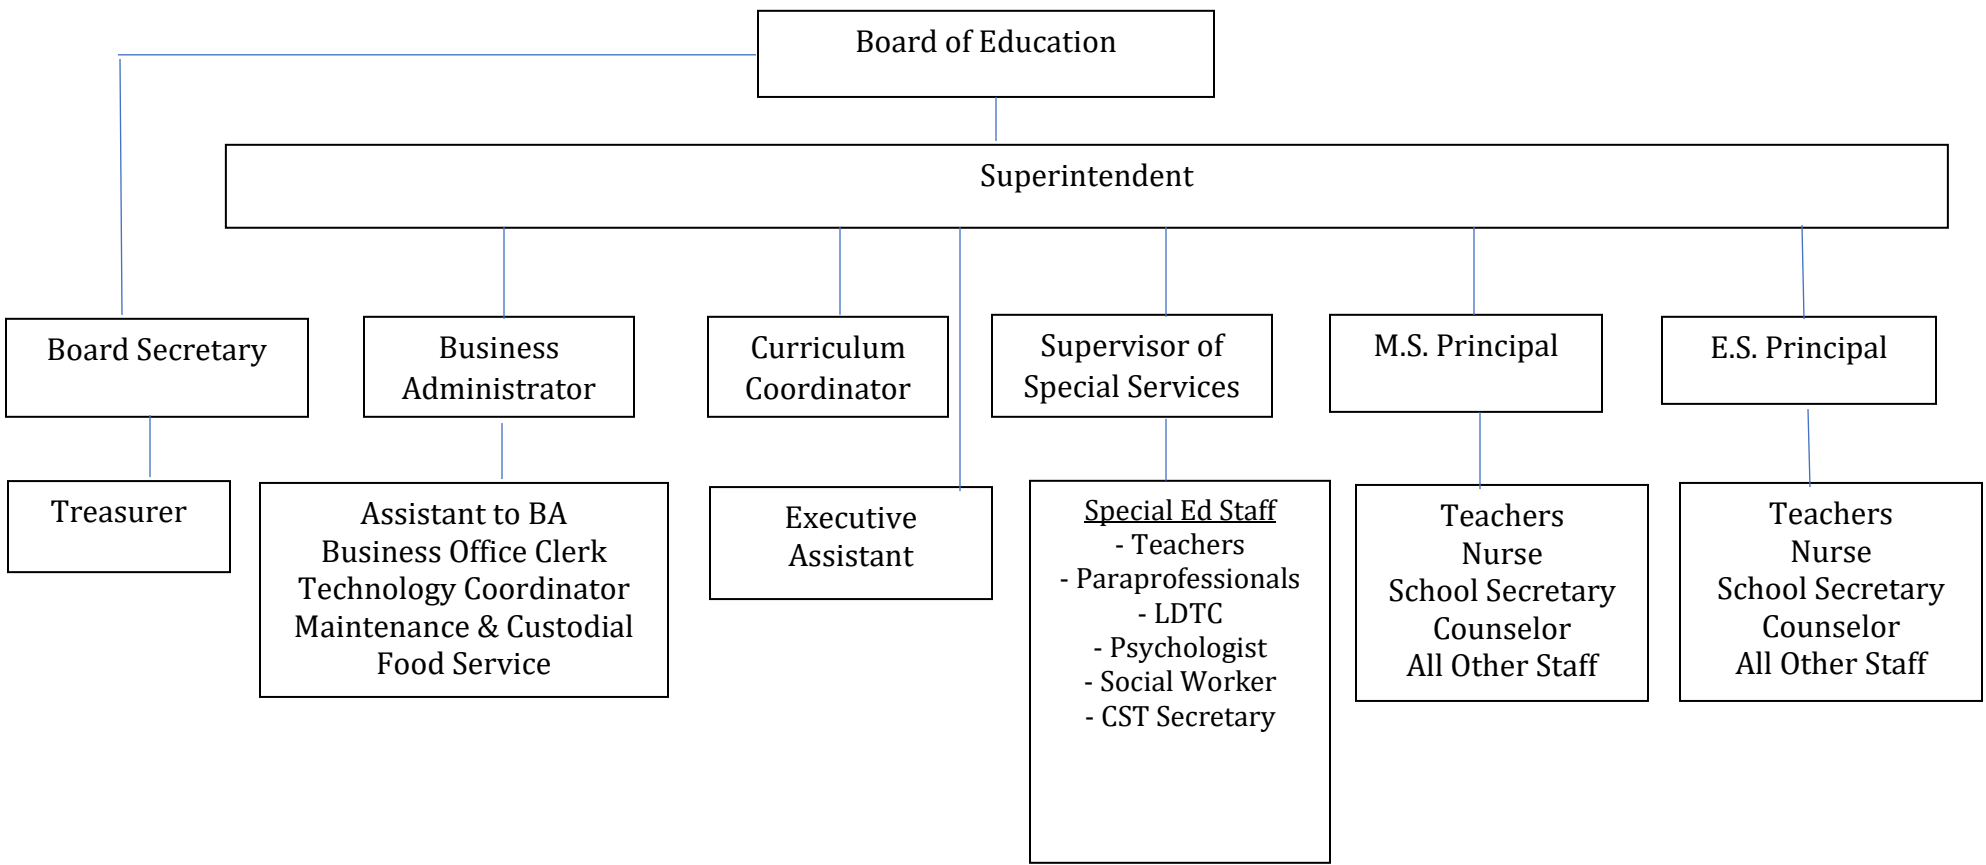 Board of Education
Superintendent
Board Secretary
Business
Administrator
Curriculum
Coordinator
Supervisor of
Special Services
M.S. Principal
E.S. Principal
Treasurer
Assistant to BA
Business Office Clerk
Technology Coordinator
Maintenance & Custodial
Food Service
Executive
Assistant
Special Ed Staff
- Teachers
- Paraprofessionals
- LDTC
- Psychologist
- Social Worker
- CST Secretary
Teachers
Nurse
School Secretary
Counselor
All Other Staff
Teachers
Nurse
School Secretary
Counselor
All Other Staff